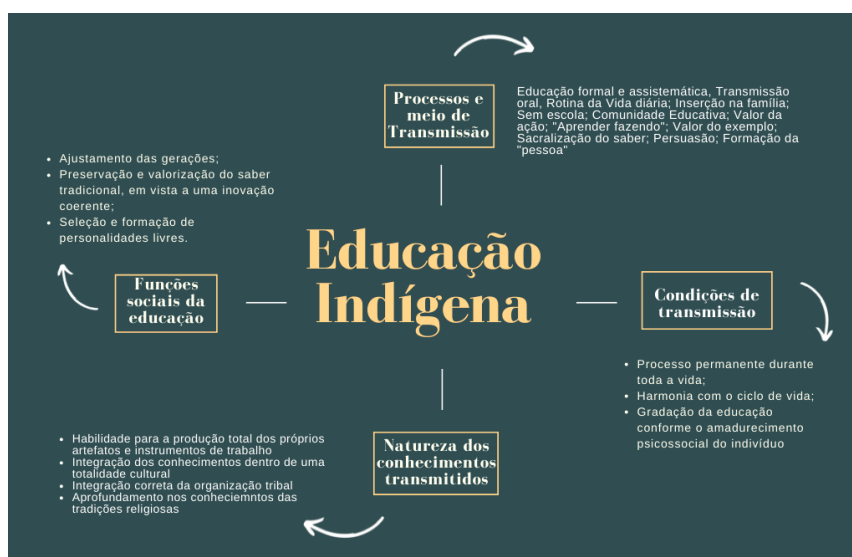 Processos e
meio de
Transmissão
Educação formal e assistemática, Transmissão
oral, Rotina da Vida diária; Inserção na família;
Sem escola; Comunidade Educativa; Valor da
ação; "Aprender fazendo"; Valor do exemplo;
Sacralização do saber; Persuasão; Formação da
"pessoa"
Ajustamento das gerações;
Preservação e valorização do saber
tradicional, em vista a uma inovação
coerente;
Seleção e formação de
personalidades livres.
Funções
sociais da
educação
Educação
Indígena
Condições de
transmissão
Processo permanente durante
toda a vida;
Harmonia com o ciclo de vida;
Gradação da educação
conforme o amadurecimento
psicossocial do indivíduo
Natureza dos
conhecimentos
transmitidos
Habilidade para a produção total dos próprios
artefatos e instrumentos de trabalho
Integração dos conhecimentos dentro de uma
totalidade cultural
Integração correta da organização tribal
Aprofundamento nos conheciemntos das
tradições religiosas